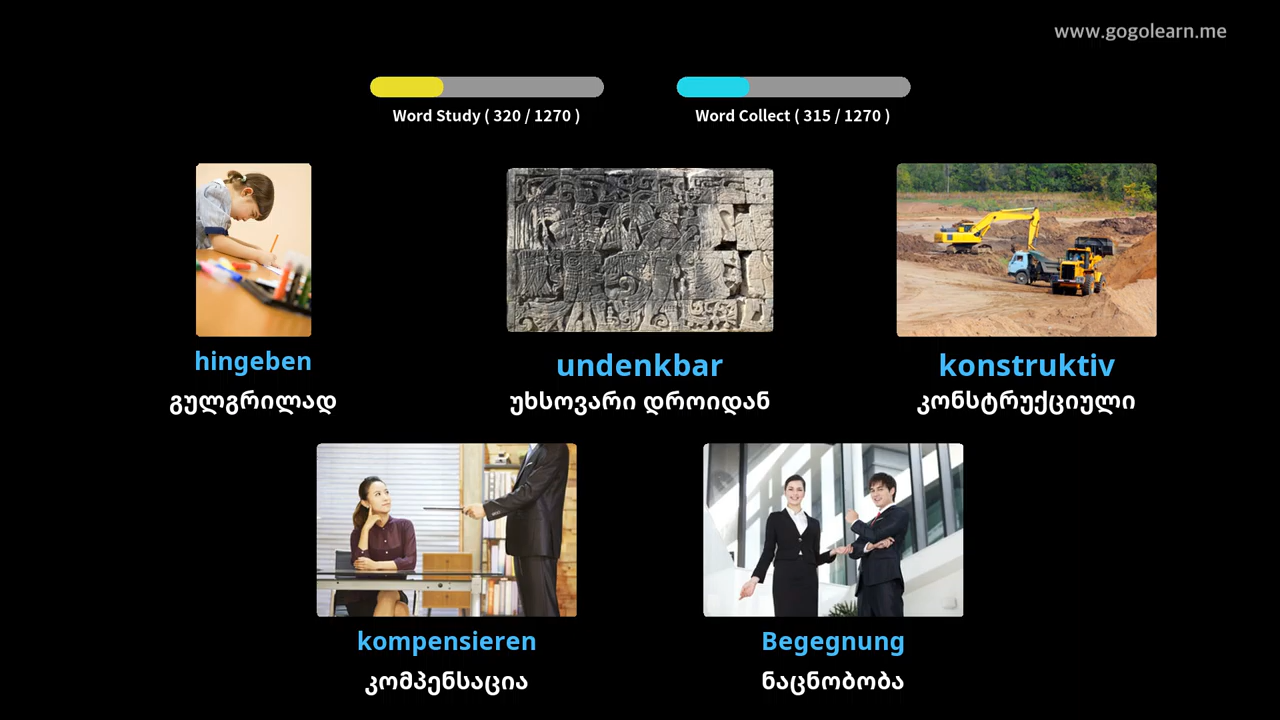 www.gogolearn.me
Word Study ( 320 / 1270 )
Word Collect ( 315 / 1270 )
hingeben
გულგრილად
undenkbar
უხსოვარი დროიდან
konstruktiv
კონსტრუქციული
kompensieren
კომპენსაცია
Begegnung
ნაცნობობა